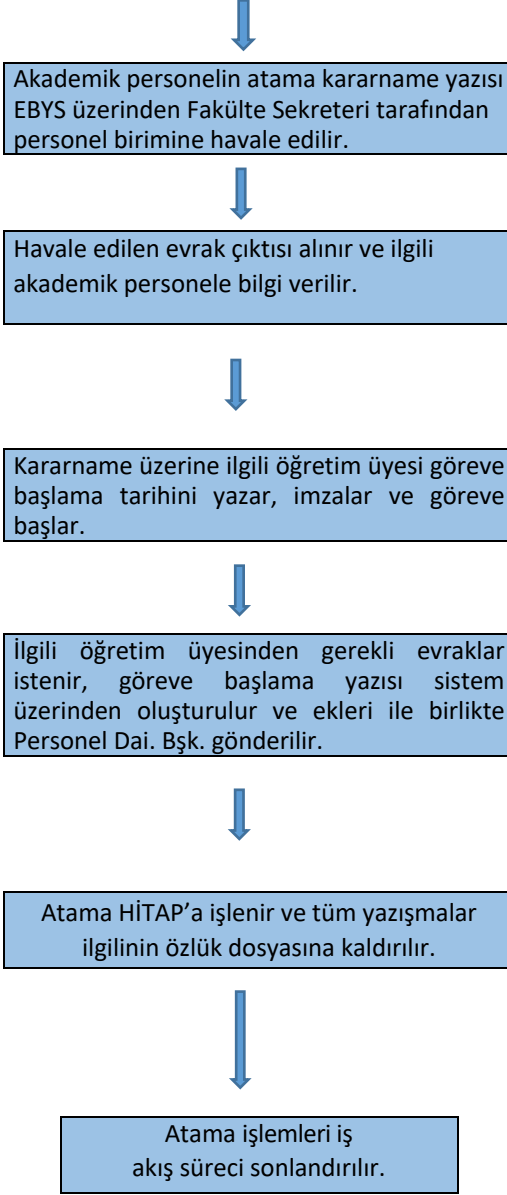 Akademik personelin atama kararname yazısı
EBYS üzerinden Fakülte Sekreteri tarafından
personel birimine havale edilir.
Havale edilen evrak çıktısı alınır ve ilgili
akademik personele bilgi verilir.
Kararname üzerine ilgili öğretim üyesi göreve
başlama tarihini yazar, imzalar ve göreve
başlar.
İlgili öğretim üyesinden gerekli evraklar
istenir, göreve başlama yazısı sistem
üzerinden oluşturulur ve ekleri ile birlikte
Personel Dai. Bşk. gönderilir.
Atama HİTAP’a işlenir ve tüm yazışmalar
ilgilinin özlük dosyasına kaldırılır.
Atama işlemleri iş
akış süreci sonlandırılır.